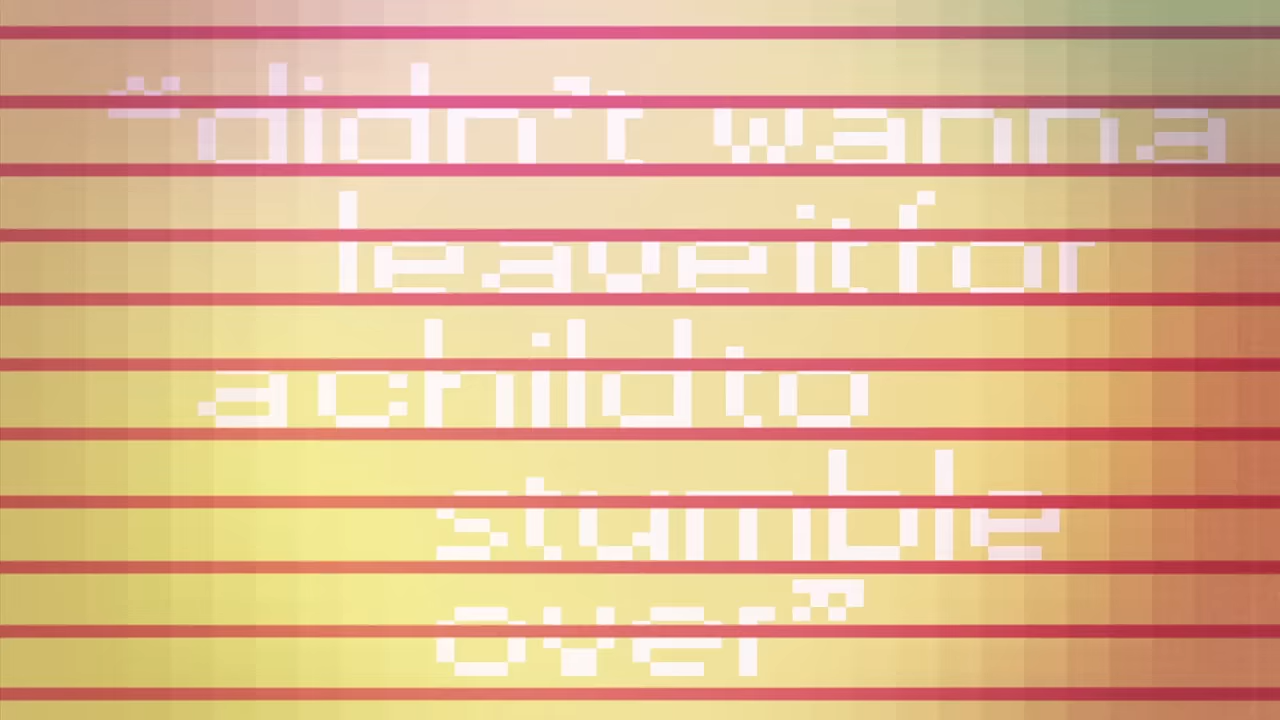 “didn’t wanna
leave it for
a child to
stumble
over”